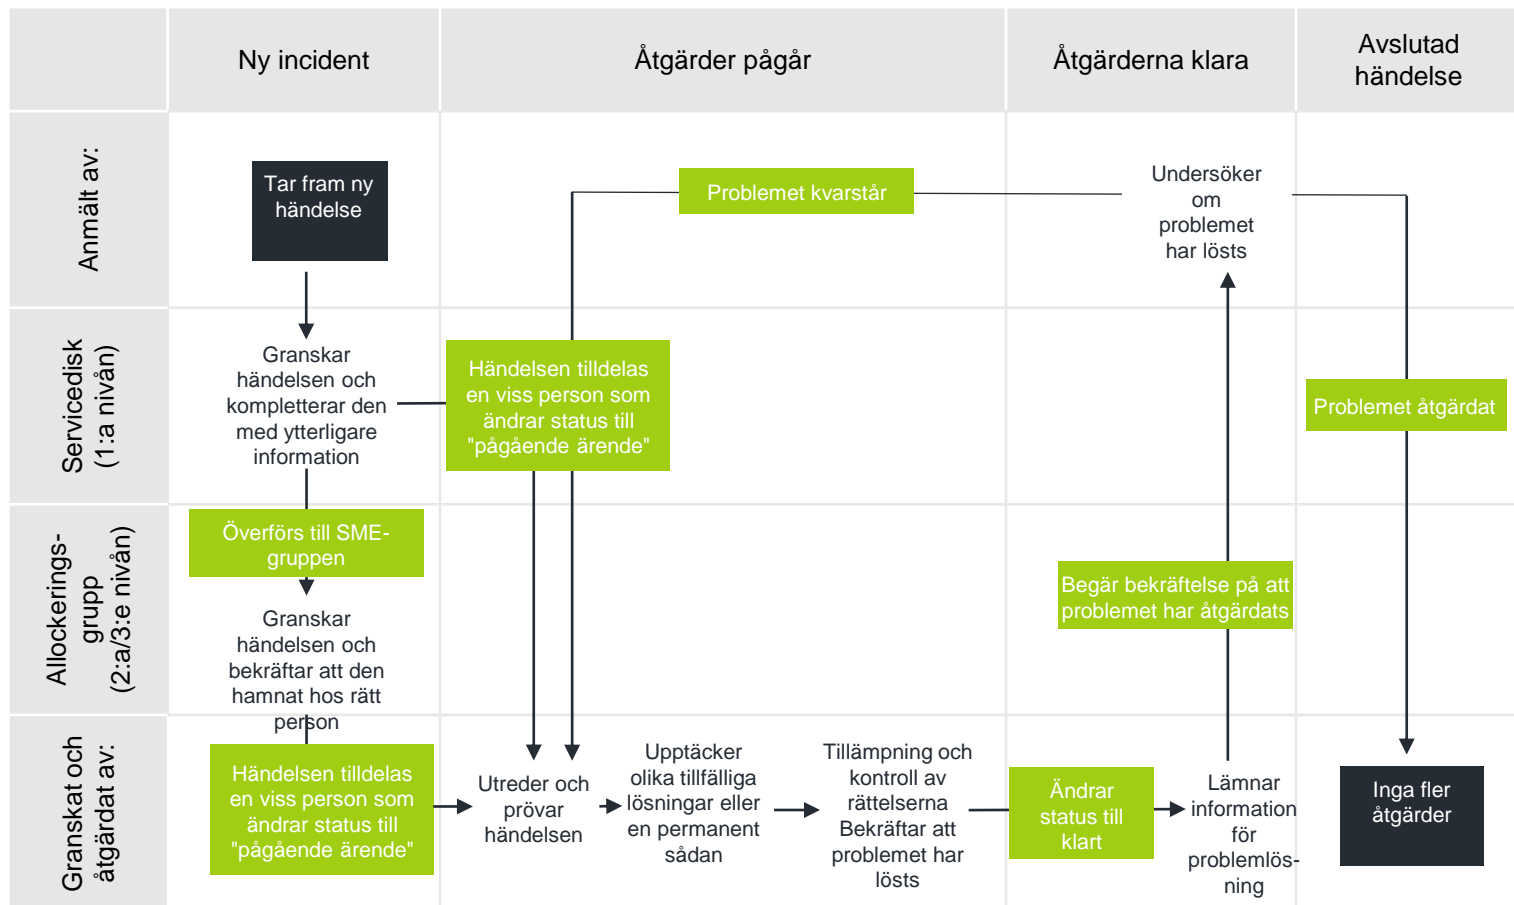 Ny incident
Åtgärder pågår
Åtgärderna klara
Avslutad
händelse
Anmält av:
Tar fram ny
händelse
Problemet kvarstår
Undersöker
om
problemet
har lösts
Servicedisk
(1:a nivån)
Granskar
händelsen och
kompletterar den
med ytterligare
information
Händelsen tilldelas
en viss person som
ändrar status till
"pågående ärende"
Problemet åtgärdat
Allockerings-
grupp
(2:a/3:e nivån)
Överförs till SME-
gruppen
Granskar
händelsen och
bekräftar att den
hamnat hos rätt
person
Begär bekräftelse på att
problemet har åtgärdats
Granskat och
åtgärdat av:
Händelsen tilldelas
en viss person som
ändrar status till
"pågående ärende"
Utreder och
prövar
händelsen
Upptäcker
olika tillfälliga
lösningar eller
en permanent
sådan
Tillämpning och
kontroll av
rättelserna
Bekräftar att
problemet har
lösts
Ändrar
status till
klart
Lämnar
information
för
problemlös-
ning
Inga fler
åtgärder